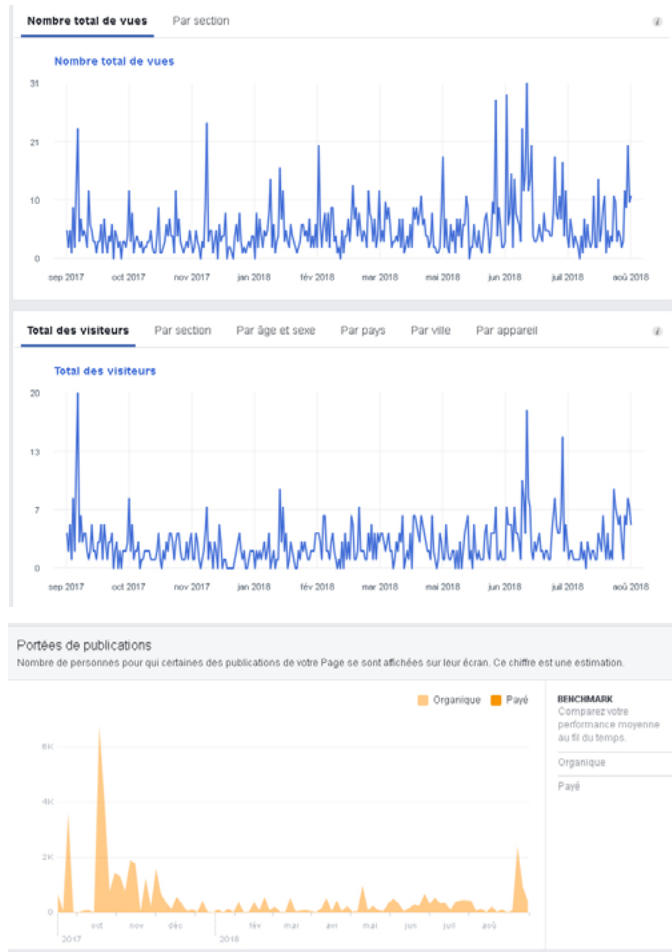 Nombre total de vues Par section
Nombre total de vues
31
21
10
0
sep 2017 oct 2017 nov 2017 jan 2018 fév 2018 mar 2018 mai 2018 jun 2018 juil 2018 aoû 2018
Total des visiteurs Par section Par âge et sexe Par pays Par ville Par appareil
Total des visiteurs
20
13
7
0
sep 2017 oct 2017 nov 2017 jan 2018 fév 2018 mar 2018 mai 2018 jun 2018 juil 2018 aoû 2018
Portées de publications
Nombre de personnes pour qui certaines des publications de votre Page se sont affichées sur leur écran. Ce chiffre est une estimation.
Organique Payé
BENCHMARK
Comparez votre
performance moyenne
au fil du temps.
Organique
Payé
6K
4K
2K
0
oct nov déc fév mar avr mai jun juil aoû
2017 2018